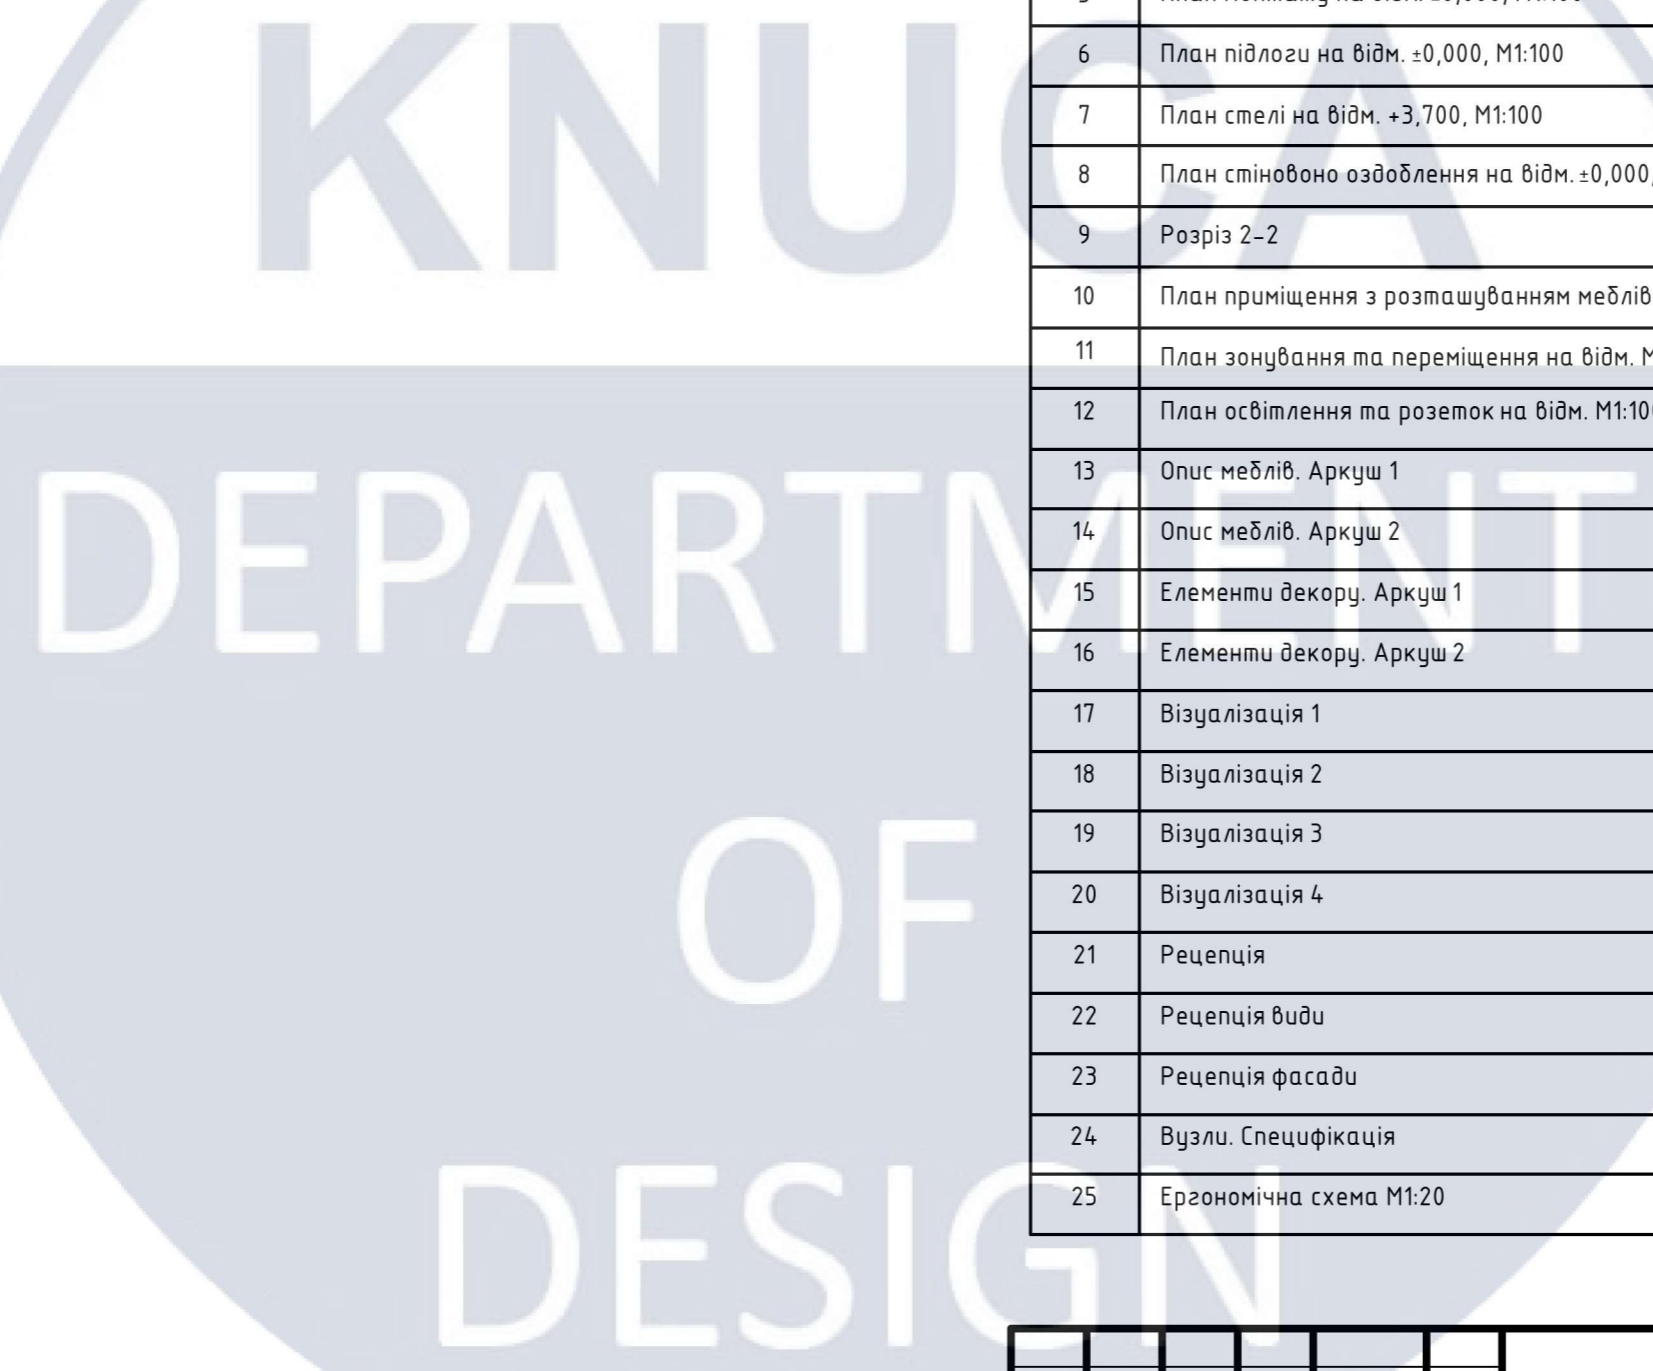 KNUCA
DEPARTMENT
OF
DESIGN
6 План підлоги на відм. ±0,000, М1:100
7 План стелі на відм. +3,700, М1:100
8 План стіновоно оздоблення на відм. ±0,000,
9 Розріз 2-2
10 План приміщення з розташуванням меблів
11 План зонування та переміщення на відм. М
12 План освітлення та розеток на відм. М1:100
13 Опис меблів. Аркуш 1
14 Опис меблів. Аркуш 2
15 Елементи декору. Аркуш 1
16 Елементи декору. Аркуш 2
17 Візуалізація 1
18 Візуалізація 2
19 Візуалізація 3
20 Візуалізація 4
21 Рецепція
22 Рецепція види
23 Рецепція фасади
24 Вузли. Специфікація
25 Ергономічна схема М1:20